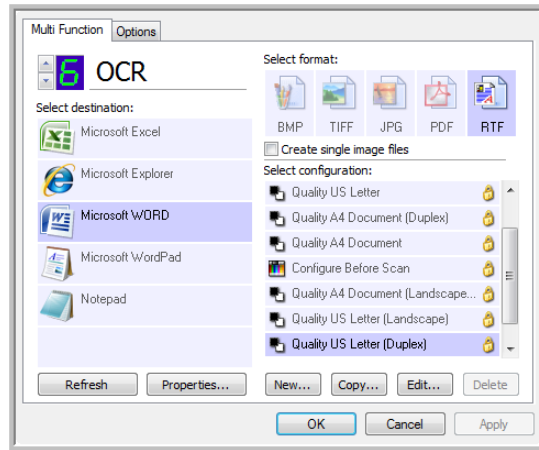 Multi Function
Options
6
OCR
Select destination:
Microsoft Excel
Microsoft Explorer
Microsoft WORD
Microsoft WordPad
Notepad
Refresh
Properties...
Select format:
BMP
TIFF
JPG
PDF
RTF
Create single image files
Select configuration:
Quality US Letter
Quality A4 Document (Duplex)
Quality A4 Document
Configure Before Scan
Quality A4 Document (Landscape...
Quality US Letter (Landscape)
Quality US Letter (Duplex)
New...
Copy...
Edit...
Delete
OK
Cancel
Apply